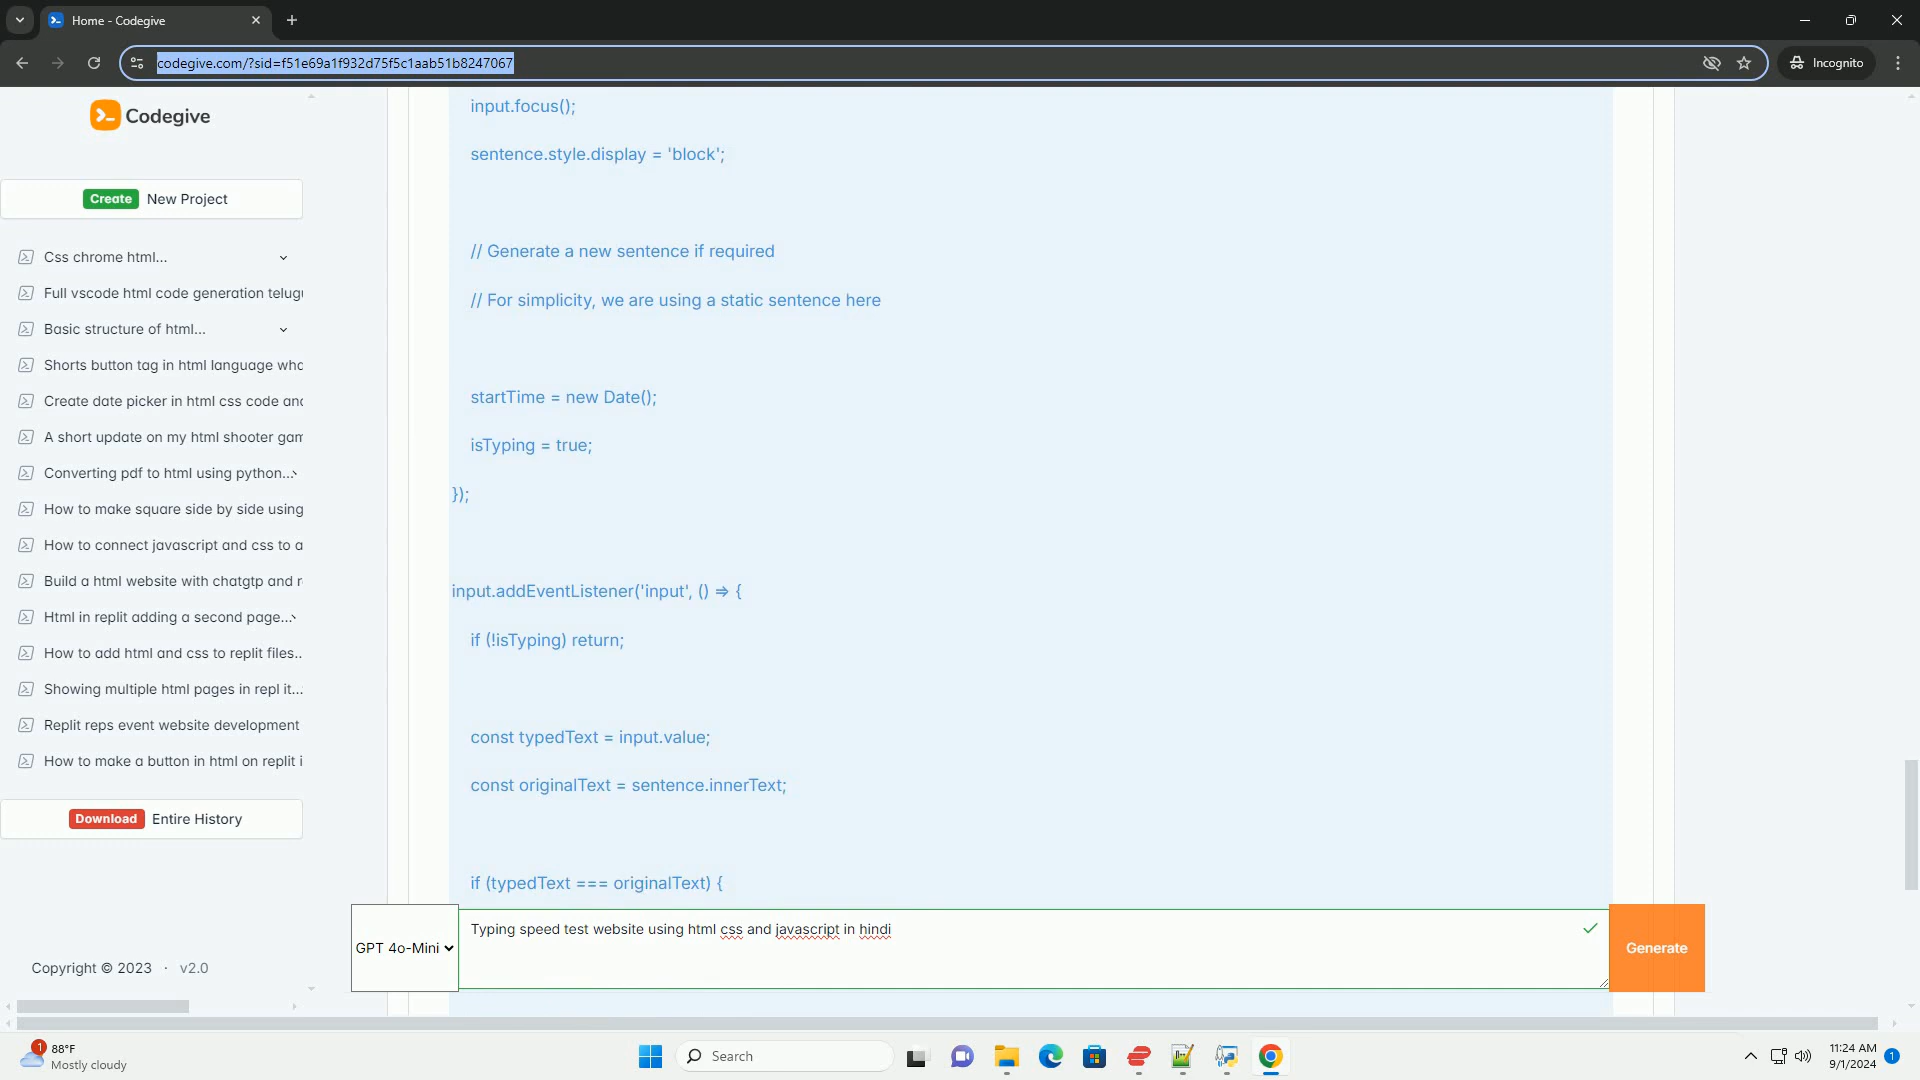 Home - Codegive
codegive.com/?sid=f51e69a1f932d75f5c1aab51b8247067
Incognito
Codegive
Create New Project
Css chrome html...
Full vscode html code generation telugu
Basic structure of html...
Shorts button tag in html language wha
Create date picker in html css code and
A short update on my html shooter gam
Converting pdf to html using python...
How to make square side by side using
How to connect javascript and css to a
Build a html website with chatgtp and r
Html in replit adding a second page...
How to add html and css to replit files...
Showing multiple html pages in repl it...
Replit reps event website development
How to make a button in html on replit i
Download Entire History
Copyright © 2023 · v2.0
input.focus();
sentence.style.display = 'block';
// Generate a new sentence if required
// For simplicity, we are using a static sentence here
startTime = new Date();
isTyping = true;
});
input.addEventListener('input', () => {
if (!isTyping) return;
const typedText = input.value;
const originalText = sentence.innerText;
if (typedText === originalText) {
GPT 4o-Mini
Typing speed test website using html css and javascript in hindi
Generate
1
88°F
Mostly cloudy
Search
11:24 AM
9/1/2024
1